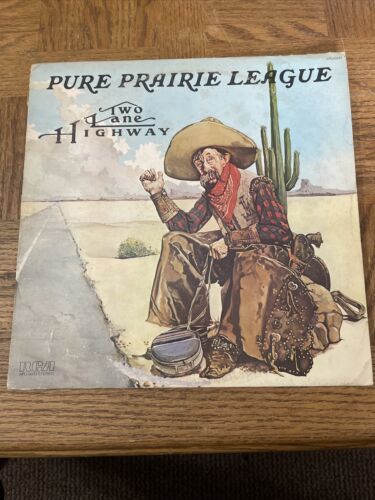 PURE PRAIRIE LEAGUE
Two
Lane
HIGHWAY
RCA